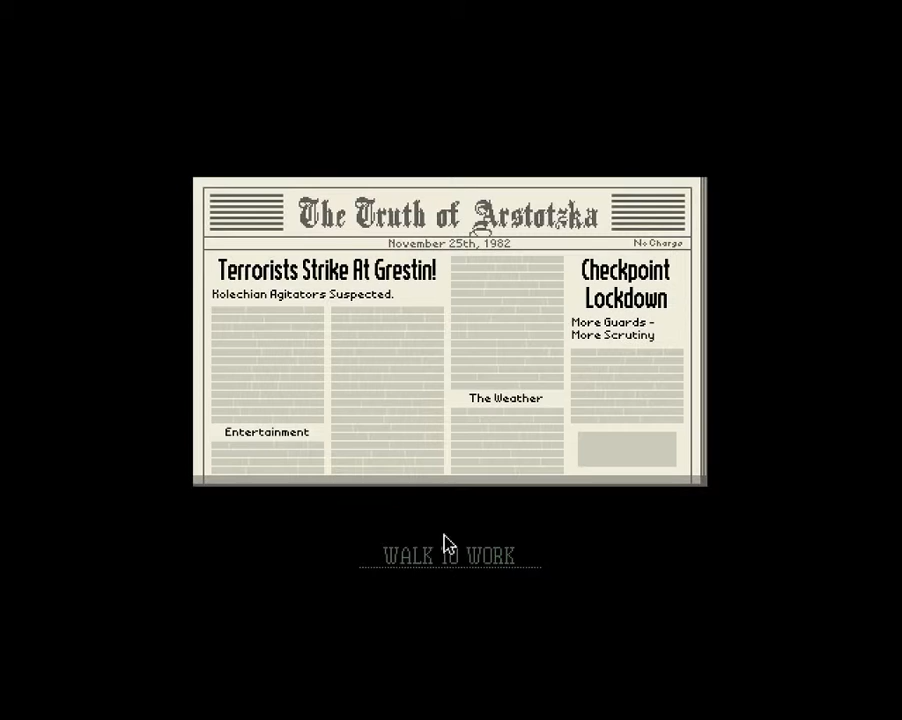 The Truth of Arstotzka
November 25th, 1982
No Charge
Terrorists Strike At Grestin!
Kolechian Agitators Suspected.
Entertainment
The Weather
Checkpoint
Lockdown
More Guards -
More Scrutiny
WALK TO WORK